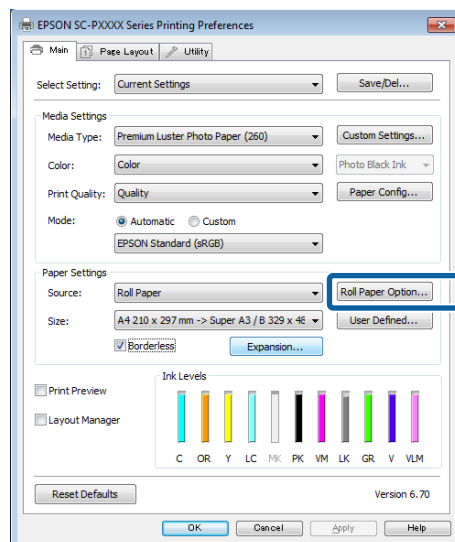 EPSON SC-PXXXX Series Printing Preferences
Main Page Layout Utility
Select Setting: Current Settings Save/Del...
Media Settings
Media Type: Premium Luster Photo Paper (260) Custom Settings...
Color: Color Photo Black Ink
Print Quality: Quality Paper Config...
Mode: Automatic Custom
EPSON Standard (sRGB)
Paper Settings
Source: Roll Paper Roll Paper Option...
Size: A4 210 x 297 mm -> Super A3 / B 329 x 48 User Defined...
Borderless Expansion...
Ink Levels
Print Preview
Layout Manager
C OR Y LC MK PK VM LK GR V VLM
Reset Defaults Version 6.70
OK Cancel Apply Help